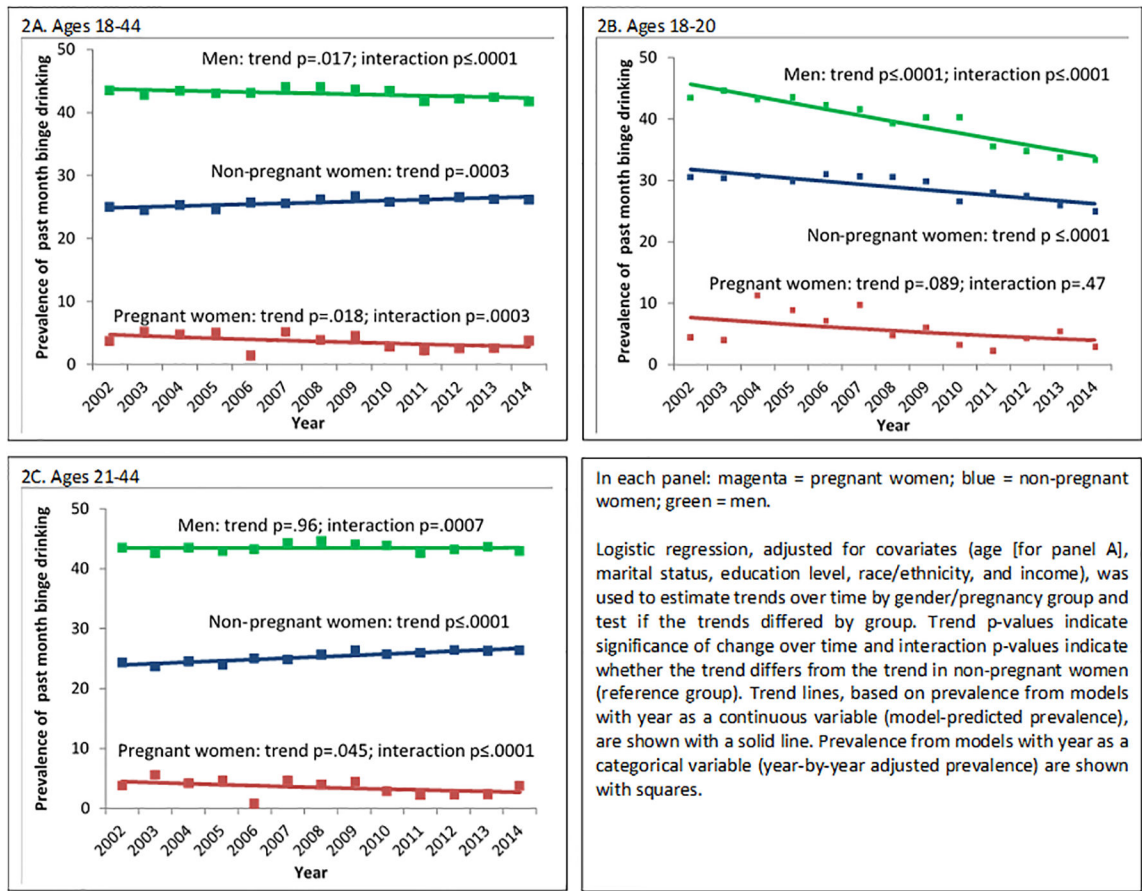 2A. Ages 18-44
Prevalence of past month binge drinking
50
40
30
20
10
0
Men: trend p=.017; interaction p≤.0001
Non-pregnant women: trend p=.0003
Pregnant women: trend p=.018; interaction p=.0003
2002 2003 2004 2005 2006 2007 2008 2009 2010 2011 2012 2013 2014
Year
2B. Ages 18-20
Prevalence of past month binge drinking
50
40
30
20
10
0
Men: trend p≤.0001; interaction p≤.0001
Non-pregnant women: trend p ≤.0001
Pregnant women: trend p=.089; interaction p=.47
2002 2003 2004 2005 2006 2007 2008 2009 2010 2011 2012 2013 2014
Year
2C. Ages 21-44
Prevalence of past month binge drinking
50
40
30
20
10
0
Men: trend p=.96; interaction p=.0007
Non-pregnant women: trend p≤.0001
Pregnant women: trend p=.045; interaction p≤.0001
2002 2003 2004 2005 2006 2007 2008 2009 2010 2011 2012 2013 2014
Year
In each panel: magenta = pregnant women; blue = non-pregnant
women; green = men.
Logistic regression, adjusted for covariates (age [for panel A],
marital status, education level, race/ethnicity, and income), was
used to estimate trends over time by gender/pregnancy group and
test if the trends differed by group. Trend p-values indicate
significance of change over time and interaction p-values indicate
whether the trend differs from the trend in non-pregnant women
(reference group). Trend lines, based on prevalence from models
with year as a continuous variable (model-predicted prevalence),
are shown with a solid line. Prevalence from models with year as a
categorical variable (year-by-year adjusted prevalence) are shown
with squares.